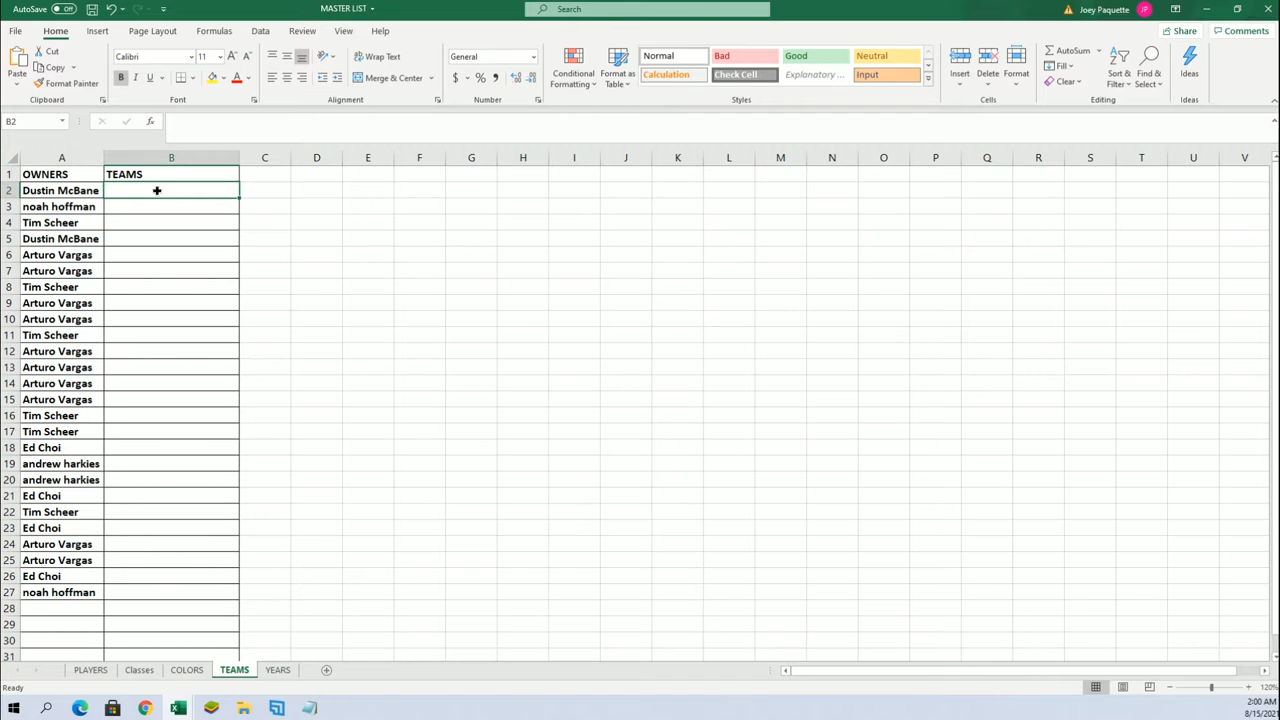 AutoSave Off MASTER LIST Search Joey Paquette JP
File Home Insert Page Layout Formulas Data Review View Help Share Comments
Paste Cut Copy Format Painter Clipboard
Calibri 11 B I U A Font
Wrap Text Merge & Center Alignment
General $ % Number
Conditional Formatting Format as Table
Normal Bad Good Neutral
Calculation Check Cell Explanatory ... Input
Styles
Insert Delete Format Cells
AutoSum Fill Clear Sort & Filter Find & Select Editing
Ideas Ideas
B2 fx
A B C D E F G H I J K L M N O P Q R S T U V
1 OWNERS TEAMS
2 Dustin McBane
3 noah hoffman
4 Tim Scheer
5 Dustin McBane
6 Arturo Vargas
7 Arturo Vargas
8 Tim Scheer
9 Arturo Vargas
10 Arturo Vargas
11 Tim Scheer
12 Arturo Vargas
13 Arturo Vargas
14 Arturo Vargas
15 Arturo Vargas
16 Tim Scheer
17 Tim Scheer
18 Ed Choi
19 andrew harkies
20 andrew harkies
21 Ed Choi
22 Tim Scheer
23 Ed Choi
24 Arturo Vargas
25 Arturo Vargas
26 Ed Choi
27 noah hoffman
28
29
30
31
PLAYERS Classes COLORS TEAMS YEARS
Ready 120%
2:00 AM